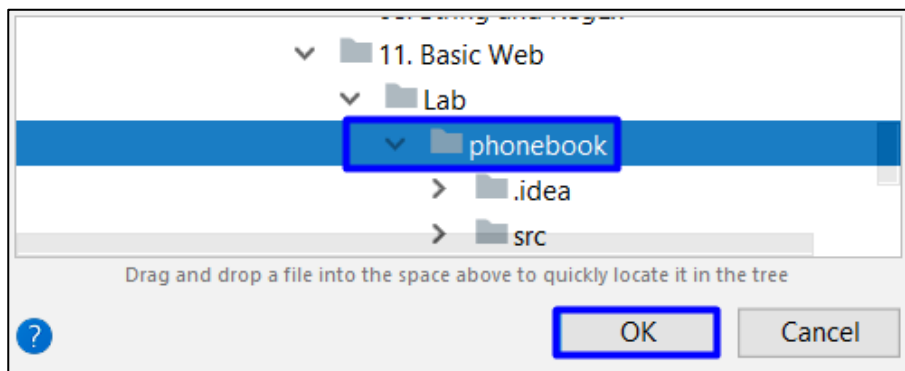 11. Basic Web
Lab
phonebook
.idea
src
Drag and drop a file into the space above to quickly locate it in the tree
?
OK
Cancel